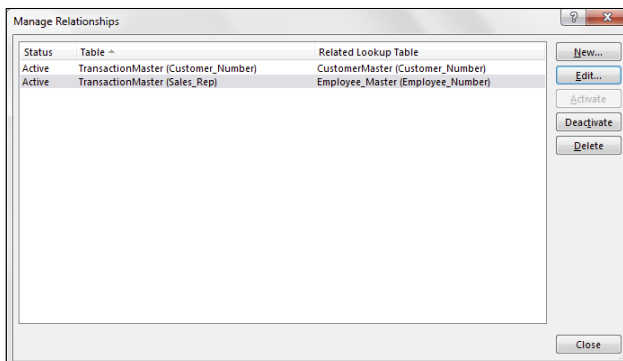 Manage Relationships
? X
Status Table Related Lookup Table
Active TransactionMaster (Customer_Number) CustomerMaster (Customer_Number)
Active TransactionMaster (Sales_Rep) Employee_Master (Employee_Number)
New...
Edit...
Activate
Deactivate
Delete
Close